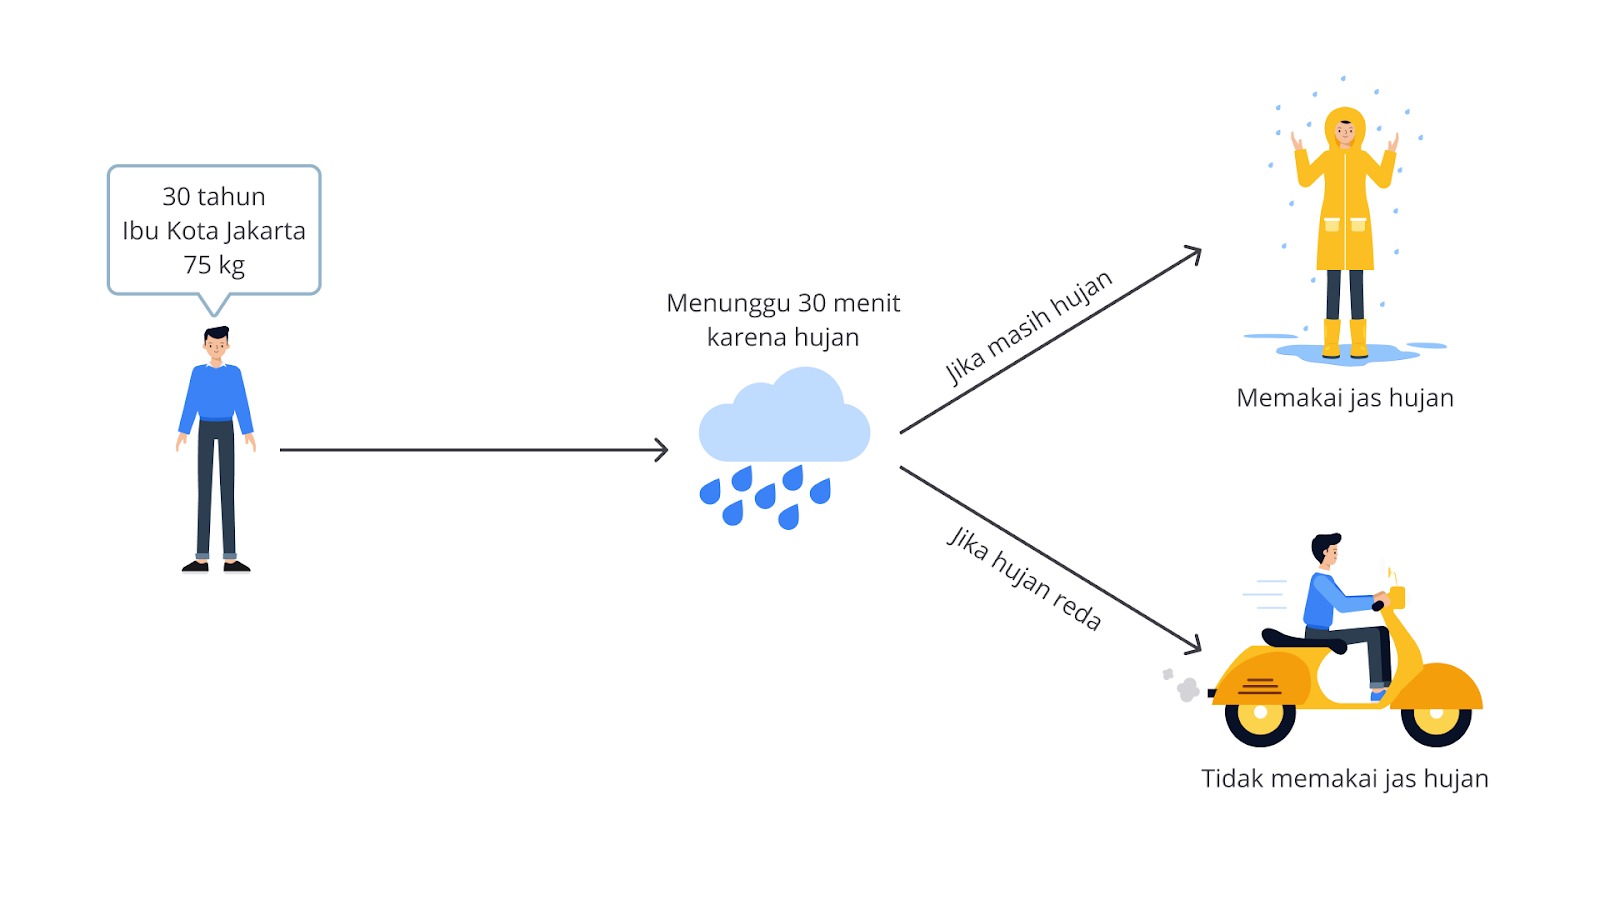 30 tahun
Ibu Kota Jakarta
75 kg
Menunggu 30 menit
karena hujan
Jika masih hujan
Memakai jas hujan
Jika hujan reda
Tidak memakai jas hujan